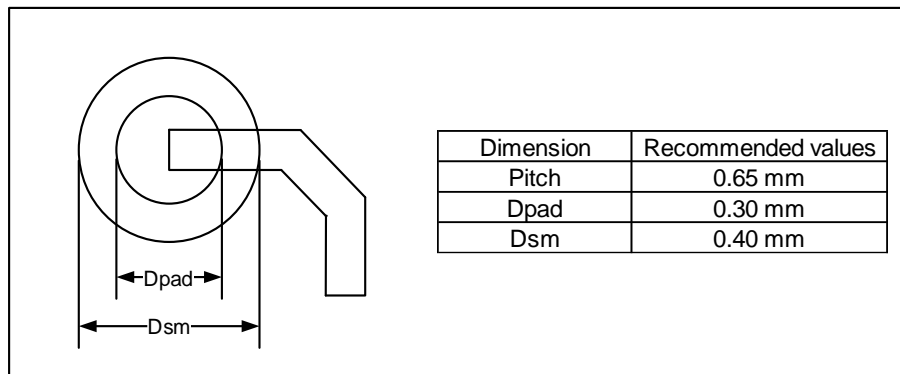 Dimension Recommended values
Pitch 0.65 mm
Dpad 0.30 mm
Dsm 0.40 mm
Dpad
Dsm